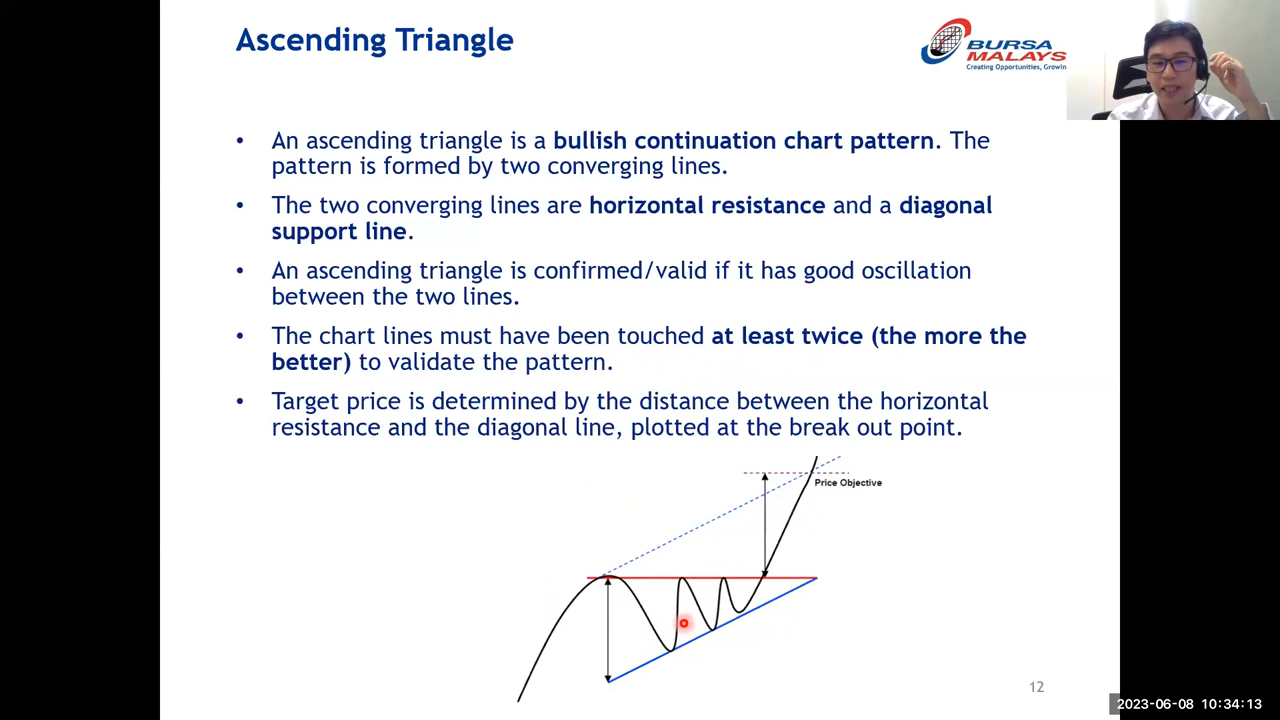 Ascending Triangle
BURSA
MALAYS
Creating Opportunities, Growin
• An ascending triangle is a bullish continuation chart pattern. The
pattern is formed by two converging lines.
• The two converging lines are horizontal resistance and a diagonal
support line.
• An ascending triangle is confirmed/valid if it has good oscillation
between the two lines.
• The chart lines must have been touched at least twice (the more the
better) to validate the pattern.
• Target price is determined by the distance between the horizontal
resistance and the diagonal line, plotted at the break out point.
Price Objective
12
2023-06-08 10:34:13